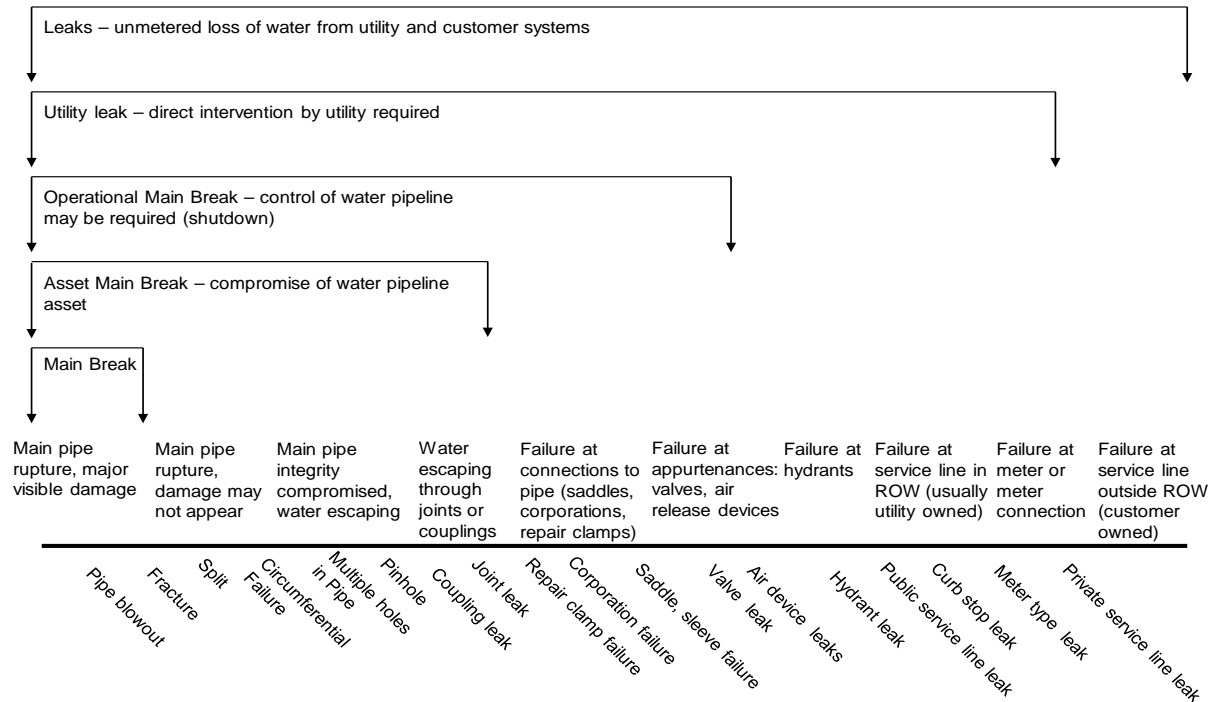 Leaks – unmetered loss of water from utility and customer systems
Utility leak – direct intervention by utility required
Operational Main Break – control of water pipeline
may be required (shutdown)
Asset Main Break – compromise of water pipeline
asset
Main Break
Main pipe
rupture, major
visible damage
Main pipe
rupture,
damage may
not appear
Main pipe
integrity
compromised,
water escaping
Water
escaping
through
joints or
couplings
Failure at
connections to
pipe (saddles,
corporations,
repair clamps)
Failure at
appurtenances:
valves, air
release devices
Failure at
hydrants
Failure at
service line in
ROW (usually
utility owned)
Failure at
meter or
meter
connection
Failure at
service line
outside ROW
(customer
owned)
Pipe blowout
Fracture
Split
Circumferential
Failure
Multiple holes
in Pipe
Pinhole
Coupling leak
Joint leak
Repair clamp failure
Corporation failure
Saddle, sleeve failure
Valve leak
Air device leaks
Hydrant leak
Public service line leak
Curb stop leak
Meter type leak
Private service line leak